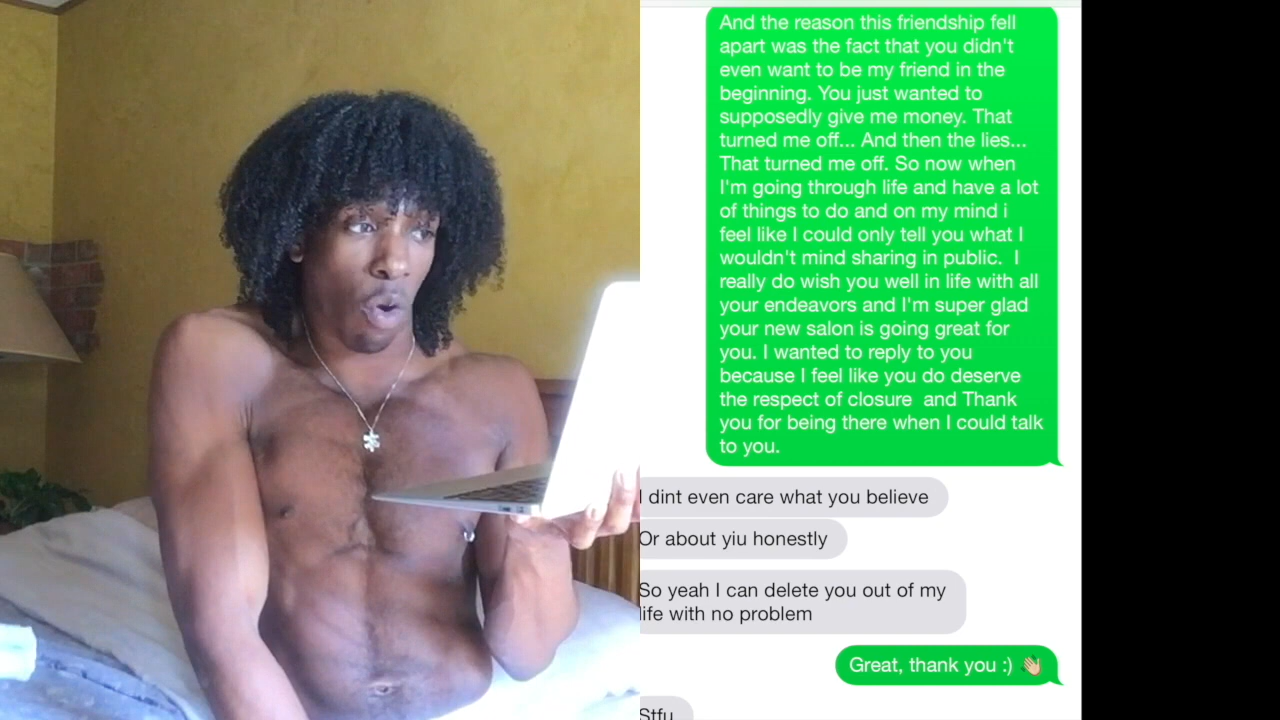 And the reason this friendship fell
apart was the fact that you didn't
even want to be my friend in the
beginning. You just wanted to
supposedly give me money. That
turned me off... And then the lies...
That turned me off. So now when
I'm going through life and have a lot
of things to do and on my mind i
feel like I could only tell you what I
wouldn't mind sharing in public.  I
really do wish you well in life with all
your endeavors and I'm super glad
your new salon is going great for
you. I wanted to reply to you
because I feel like you do deserve
the respect of closure  and Thank
you for being there when I could talk
to you.
I dint even care what you believe
Or about yiu honestly
So yeah I can delete you out of my
life with no problem
Great, thank you :) 👋🏼
Stfu